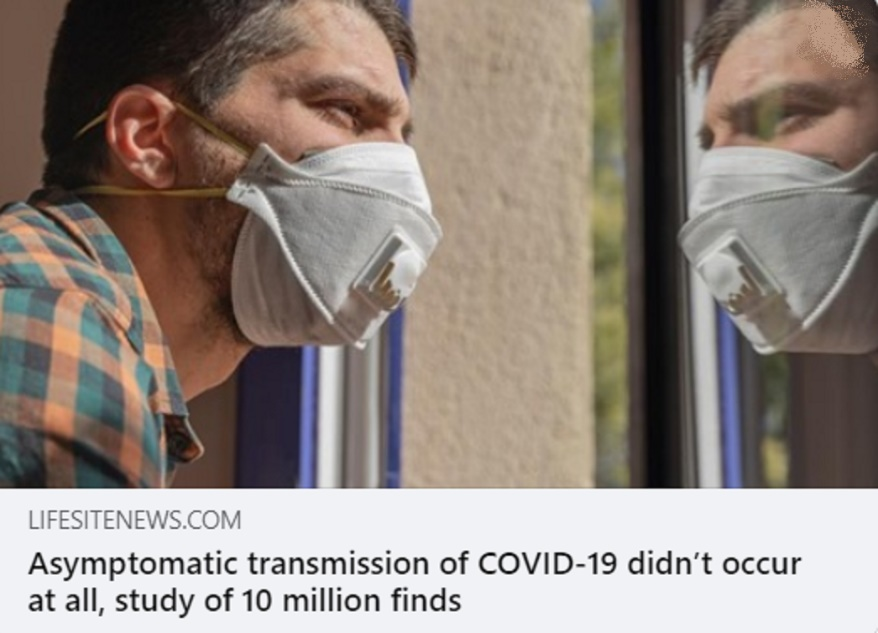 LIFESITENEWS.COM
Asymptomatic transmission of COVID-19 didn't occur
at all, study of 10 million finds